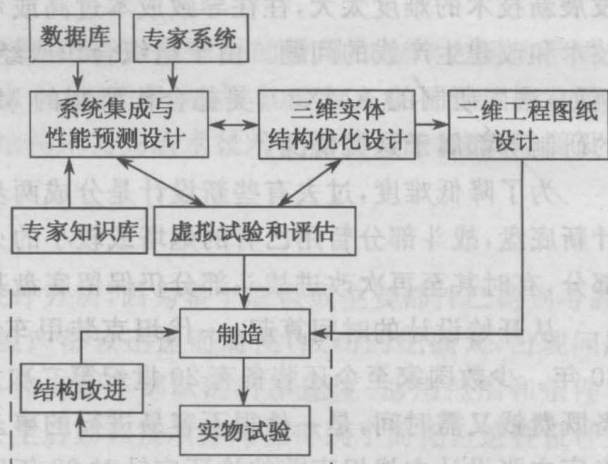 数据库 专家系统
系统集成与
性能预测设计
三维实体
结构优化设计
二维工程图纸
设计
专家知识库 虚拟试验和评估
制造
结构改进
实物试验